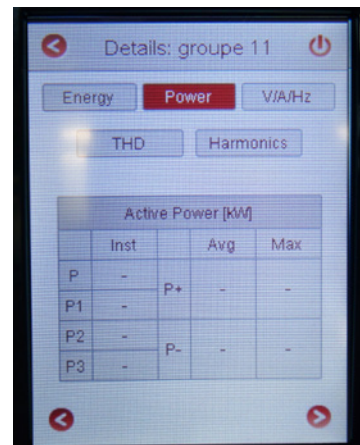 Details: groupe 11
Energy Power V/A/Hz
THD Harmonics
Active Power [kW]
Inst Avg Max
P - P+ - -
P1 -
P2 - P- - -
P3 -